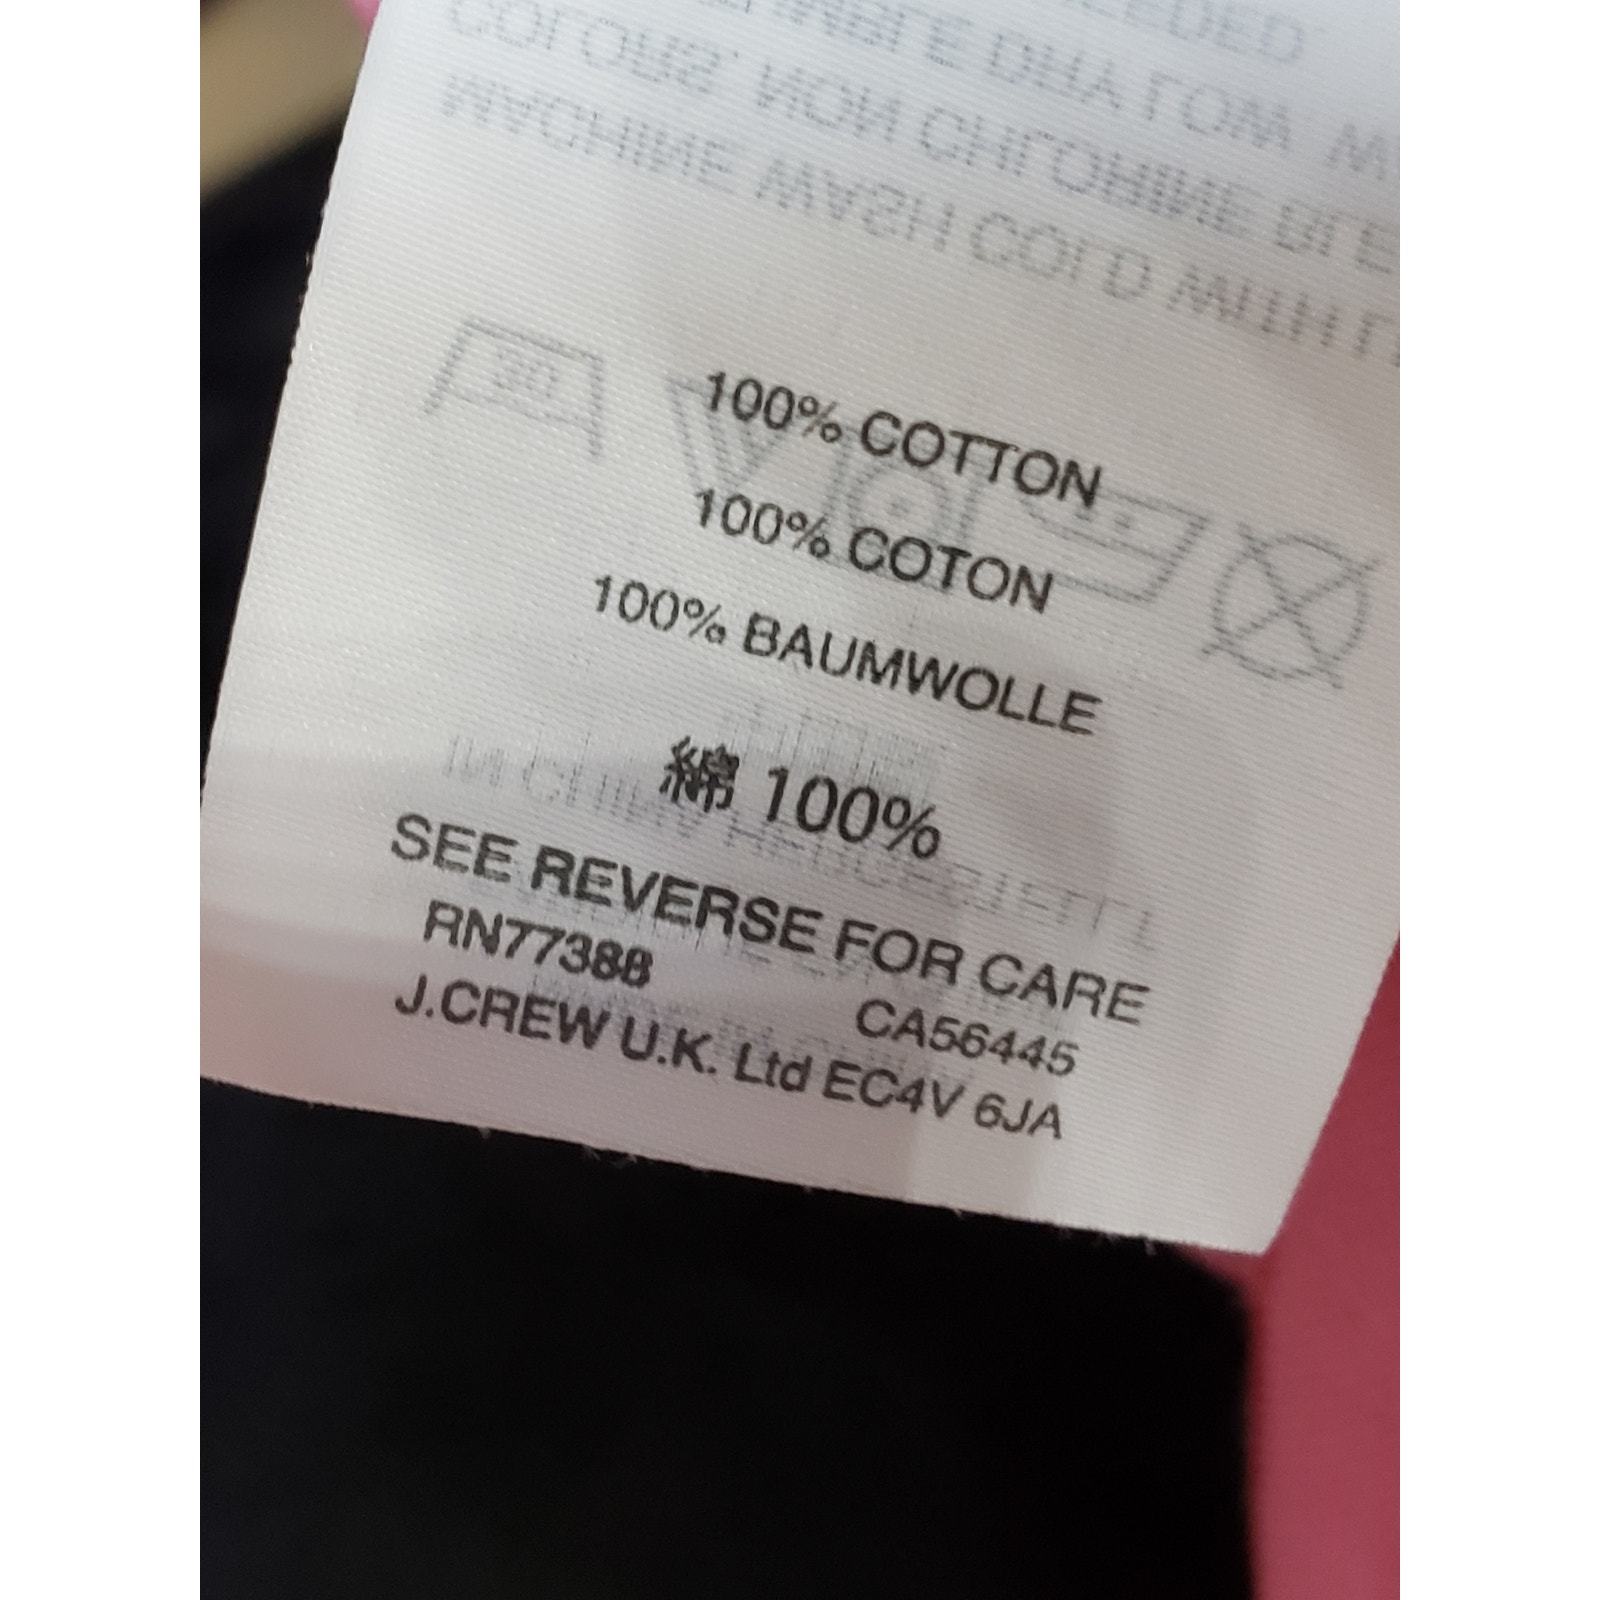 100% COTTON
100% COTON
100% BAUMWOLLE
綿 100%
SEE REVERSE FOR CARE
RN77388 CA56445
J.CREW U.K. Ltd EC4V 6JA